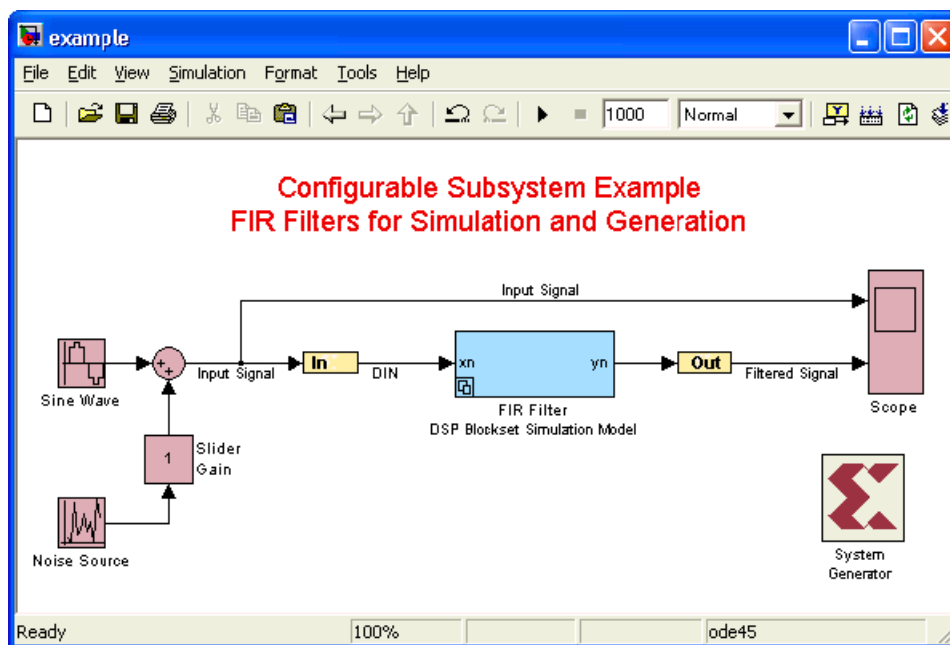 example
File Edit View Simulation Format Tools Help
1000 Normal
Configurable Subsystem Example
FIR Filters for Simulation and Generation
Input Signal
Sine Wave
Input Signal
In
DIN
xn
yn
FIR Filter
DSP Blockset Simulation Model
Out
Filtered Signal
Scope
1
Slider
Gain
Noise Source
System
Generator
Ready 100% ode45